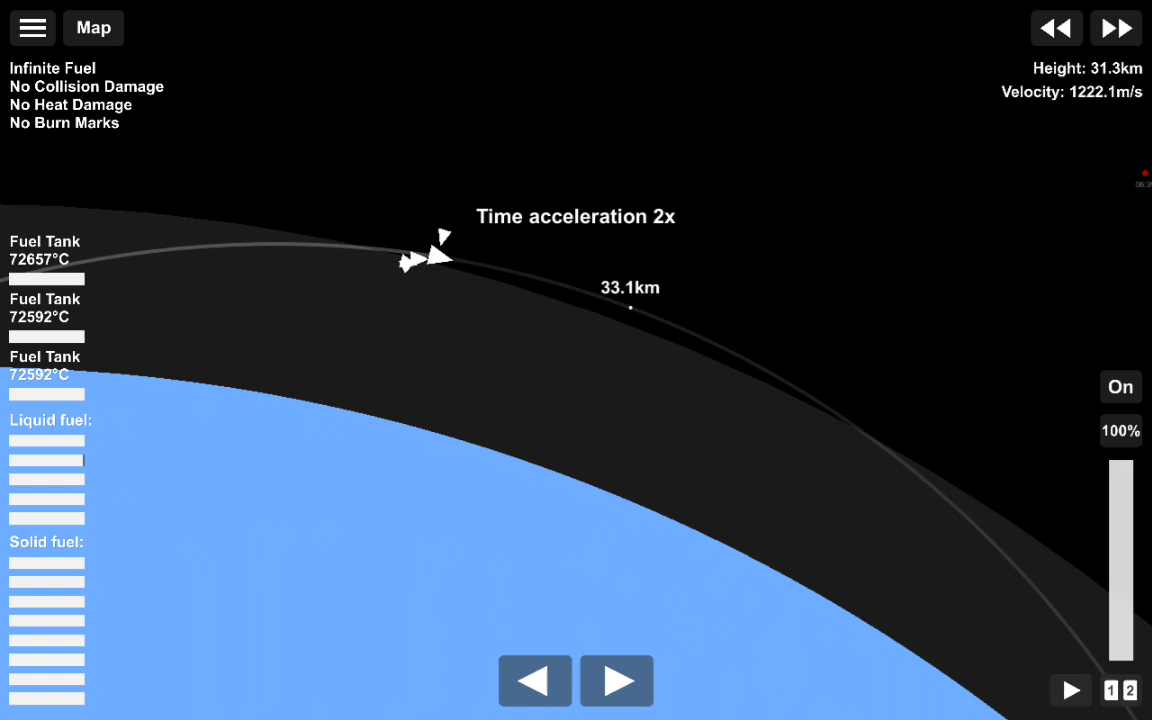 Map
Infinite Fuel
No Collision Damage
No Heat Damage
No Burn Marks
Height: 31.3km
Velocity: 1222.1m/s
Time acceleration 2x
33.1km
Fuel Tank
72657°C
Fuel Tank
72592°C
Fuel Tank
72592°C
Liquid fuel:
Solid fuel:
On
100%
1 2